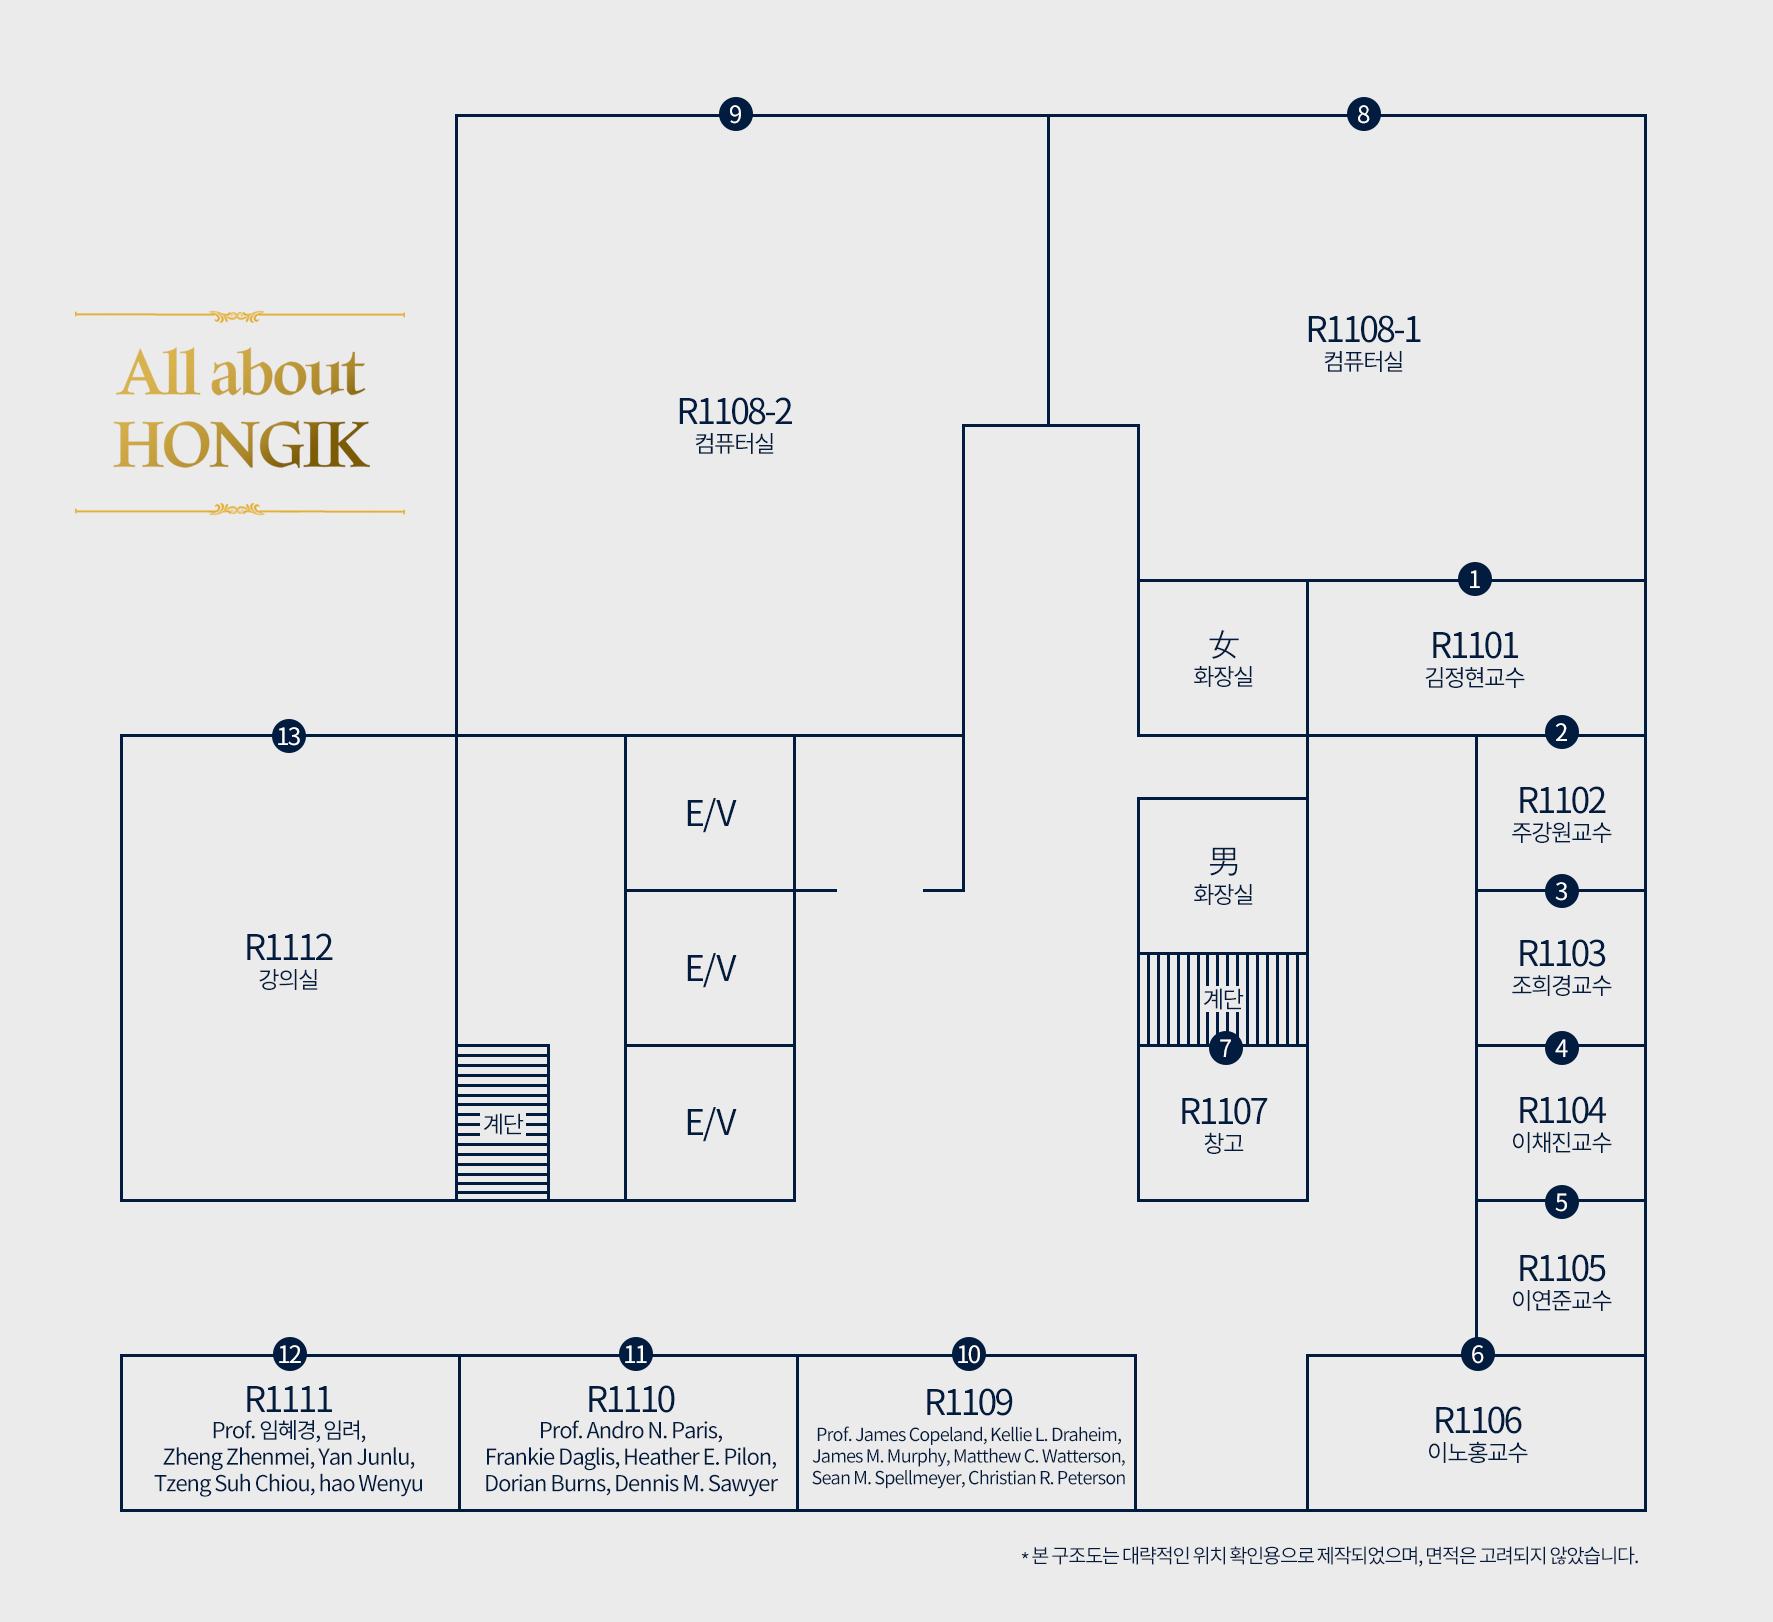 9
8
All about
HONGIK
R1108-1
컴퓨터실
R1108-2
컴퓨터실
1
女
화장실
R1101
김정현교수
13
2
E/V
R1102
주강원교수
男
화장실
3
R1112
강의실
E/V
R1103
조희경교수
계단
7
4
계단
E/V
R1107
창고
R1104
이채진교수
5
R1105
이연준교수
12
11
10
6
R1111
Prof. 임혜경, 임려,
Zheng Zhenmei, Yan Junlu,
Tzeng Suh Chiou, hao Wenyu
R1110
Prof. Andro N. Paris,
Frankie Daglis, Heather E. Pilon,
Dorian Burns, Dennis M. Sawyer
R1109
Prof. James Copeland, Kellie L. Draheim,
James M. Murphy, Matthew C. Watterson,
Sean M. Spellmeyer, Christian R. Peterson
R1106
이노홍교수
* 본 구조도는 대략적인 위치 확인용으로 제작되었으며, 면적은 고려되지 않았습니다.